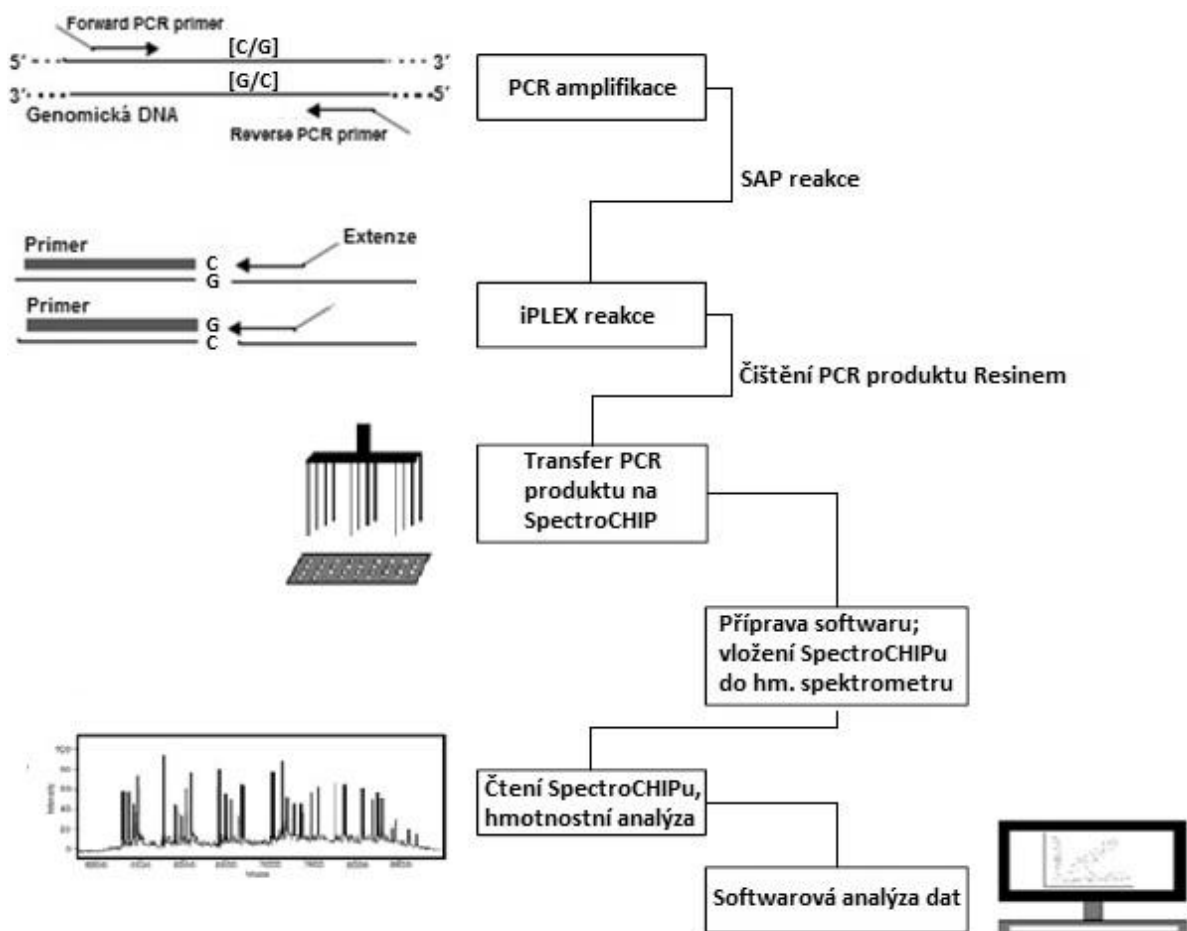 Forward PCR primer
[C/G]
5´
3´
[G/C]
3´
5´
Genomická DNA
Reverse PCR primer
PCR amplifikace
SAP reakce
Primer
C
Extenze
G
Primer
G
C
iPLEX reakce
Čištění PCR produktu Resinem
Transfer PCR
produktu na
SpectroCHIP
Příprava softwaru;
vložení SpectroCHIPu
do hm. spektrometru
Čtení SpectroCHIPu,
hmotnostní analýza
Softwarová analýza dat